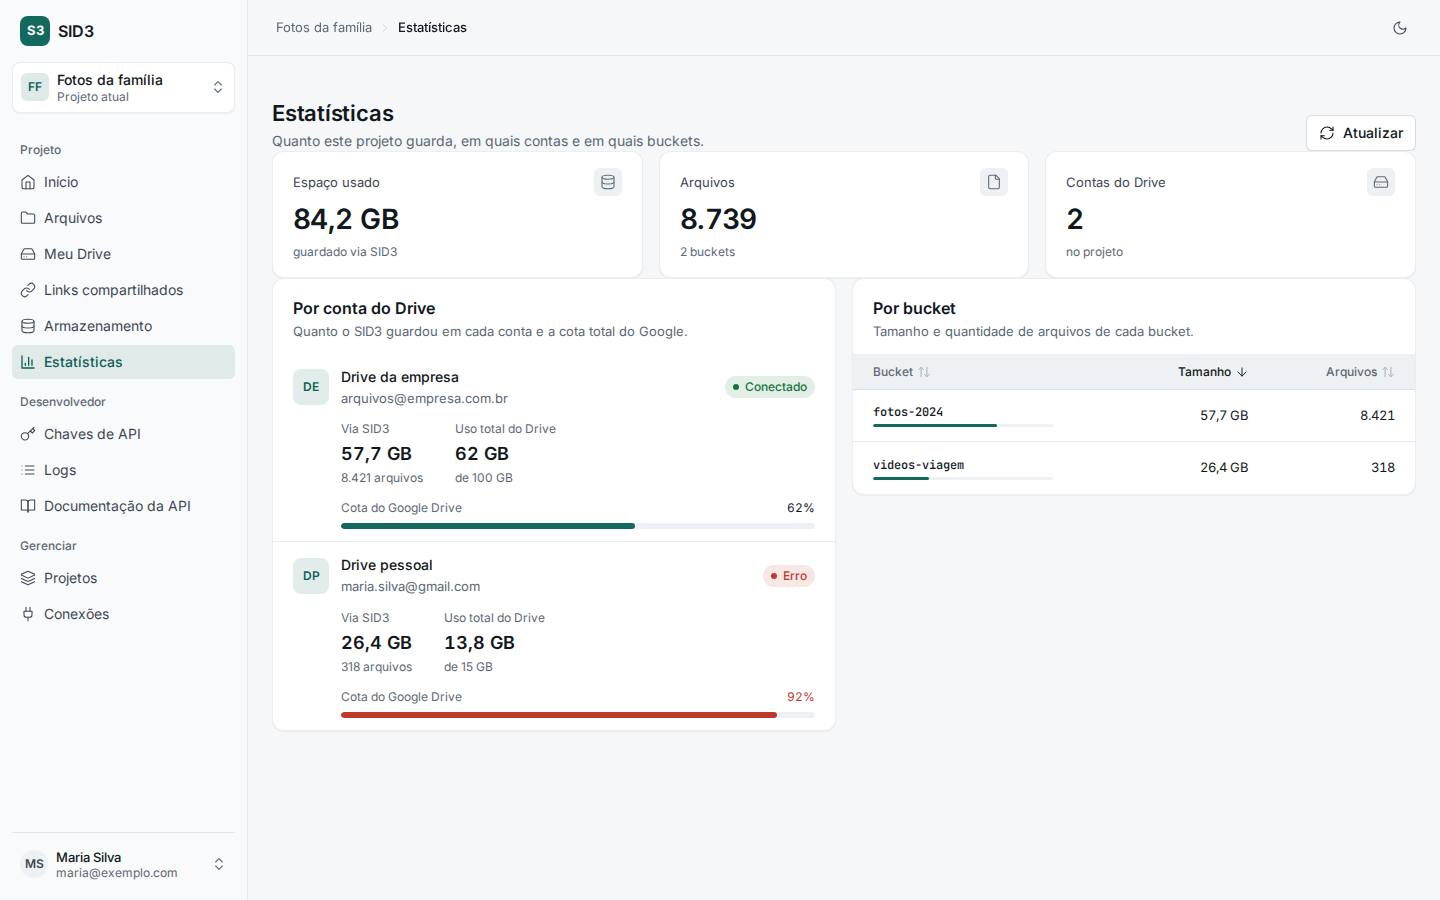 S3 SID3
FF Fotos da família
Projeto atual
Projeto
Início
Arquivos
Meu Drive
Links compartilhados
Armazenamento
Estatísticas
Desenvolvedor
Chaves de API
Logs
Documentação da API
Gerenciar
Projetos
Conexões
MS Maria Silva
maria@exemplo.com
Fotos da família Estatísticas
Estatísticas
Quanto este projeto guarda, em quais contas e em quais buckets.
Atualizar
Espaço usado
84,2 GB
guardado via SID3
Arquivos
8.739
2 buckets
Contas do Drive
2
no projeto
Por conta do Drive
Quanto o SID3 guardou em cada conta e a cota total do Google.
DE Drive da empresa
arquivos@empresa.com.br
Conectado
Via SID3 Uso total do Drive
57,7 GB 62 GB
8.421 arquivos de 100 GB
Cota do Google Drive 62%
DP Drive pessoal
maria.silva@gmail.com
Erro
Via SID3 Uso total do Drive
26,4 GB 13,8 GB
318 arquivos de 15 GB
Cota do Google Drive 92%
Por bucket
Tamanho e quantidade de arquivos de cada bucket.
Bucket Tamanho Arquivos
fotos-2024 57,7 GB 8.421
videos-viagem 26,4 GB 318